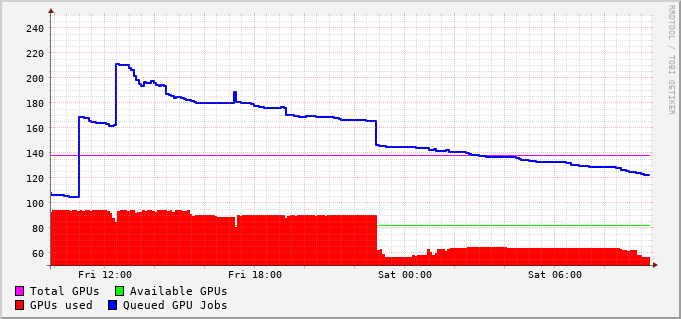 RRDTOOL / TOBI OETIKER
240
220
200
180
160
140
120
100
80
60
Fri 12:00 Fri 18:00 Sat 00:00 Sat 06:00
Total GPUs Available GPUs
GPUs used Queued GPU Jobs